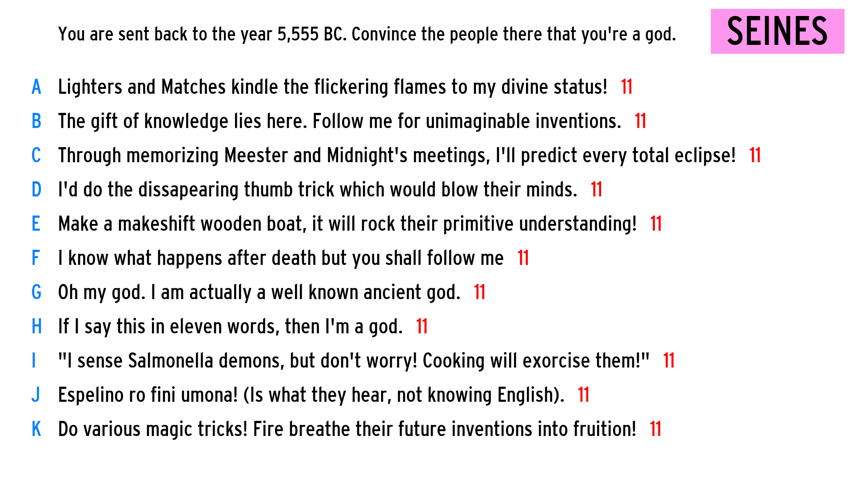 You are sent back to the year 5,555 BC. Convince the people there that you're a god.
SEINES
A Lighters and Matches kindle the flickering flames to my divine status! 11
B The gift of knowledge lies here. Follow me for unimaginable inventions. 11
C Through memorizing Meester and Midnight's meetings, I'll predict every total eclipse! 11
D I'd do the dissapearing thumb trick which would blow their minds. 11
E Make a makeshift wooden boat, it will rock their primitive understanding! 11
F I know what happens after death but you shall follow me 11
G Oh my god. I am actually a well known ancient god. 11
H If I say this in eleven words, then I'm a god. 11
I "I sense Salmonella demons, but don't worry! Cooking will exorcise them!" 11
J Espelino ro fini umona! (Is what they hear, not knowing English). 11
K Do various magic tricks! Fire breathe their future inventions into fruition! 11